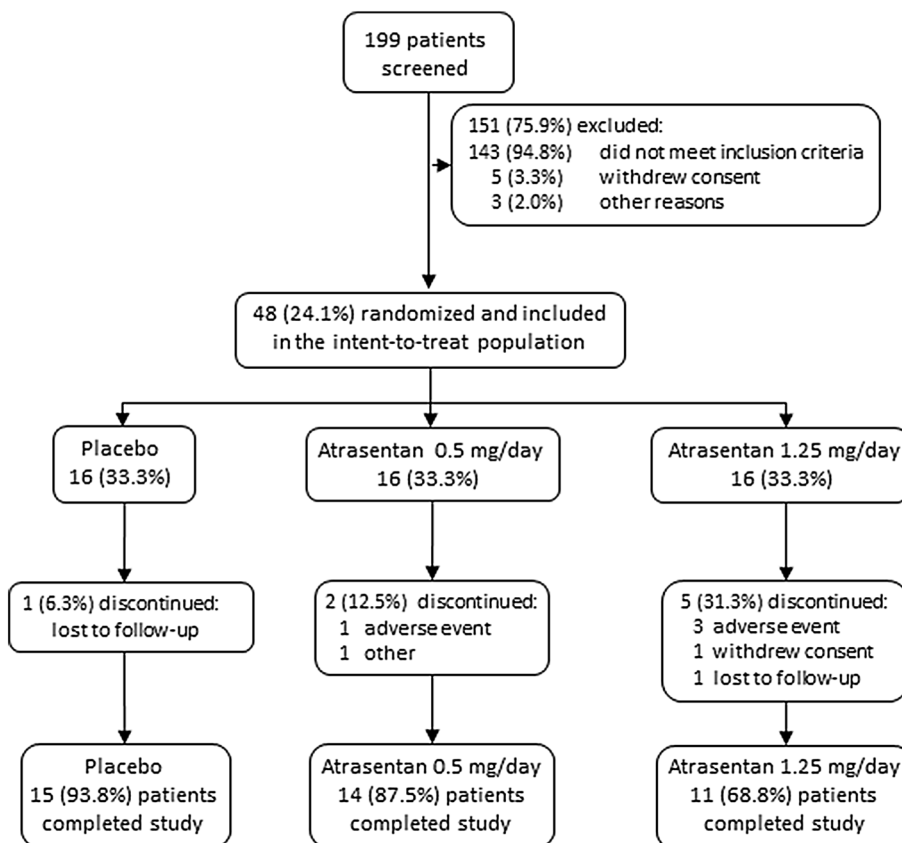 199 patients
screened
151 (75.9%) excluded:
143 (94.8%) did not meet inclusion criteria
5 (3.3%) withdrew consent
3 (2.0%) other reasons
48 (24.1%) randomized and included
in the intent-to-treat population
Placebo
16 (33.3%)
Atrasentan 0.5 mg/day
16 (33.3%)
Atrasentan 1.25 mg/day
16 (33.3%)
1 (6.3%) discontinued:
lost to follow-up
2 (12.5%) discontinued:
1 adverse event
1 other
5 (31.3%) discontinued:
3 adverse event
1 withdrew consent
1 lost to follow-up
Placebo
15 (93.8%) patients
completed study
Atrasentan 0.5 mg/day
14 (87.5%) patients
completed study
Atrasentan 1.25 mg/day
11 (68.8%) patients
completed study